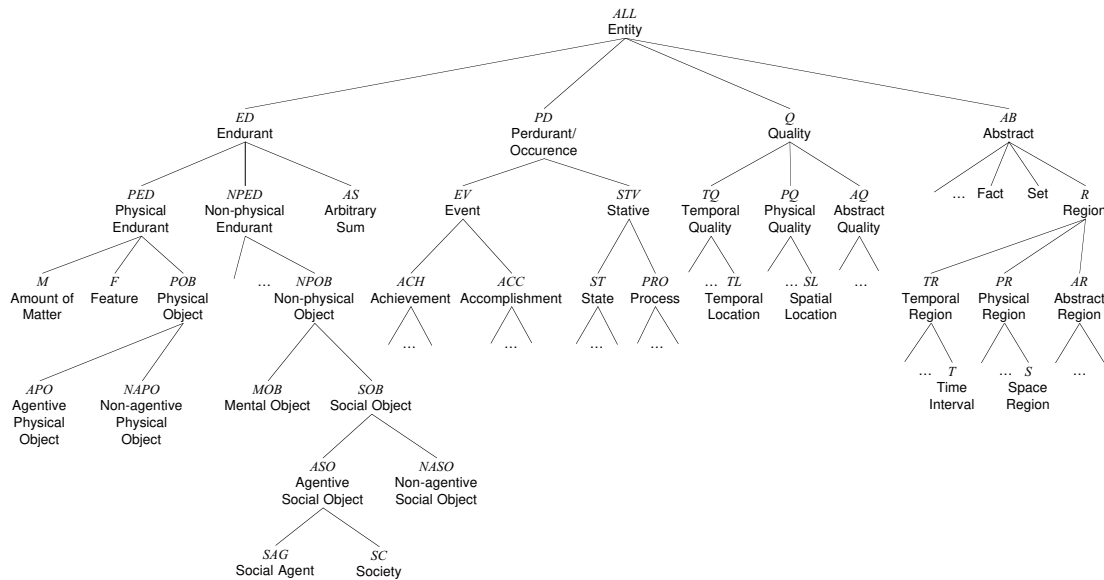 ALL
Entity
ED
Endurant
PD
Perdurant/
Occurence
Q
Quality
AB
Abstract
PED
Physical
Endurant
NPED
Non-physical
Endurant
AS
Arbitrary
Sum
EV
Event
STV
Stative
TQ
Temporal
Quality
PQ
Physical
Quality
AQ
Abstract
Quality
... Fact
Set
R
Region
M
Amount of
Matter
F
Feature
POB
Physical
Object
...
NPOB
Non-physical
Object
ACH
Achievement
ACC
Accomplishment
ST
State
PRO
Process
... TL
Temporal
Location
... SL
Spatial
Location
...
TR
Temporal
Region
PR
Physical
Region
AR
Abstract
Region
...
...
...
...
... T
Time
Interval
... S
Space
Region
...
APO
Agentive
Physical
Object
NAPO
Non-agentive
Physical
Object
MOB
Mental Object
SOB
Social Object
ASO
Agentive
Social Object
NASO
Non-agentive
Social Object
SAG
Social Agent
SC
Society